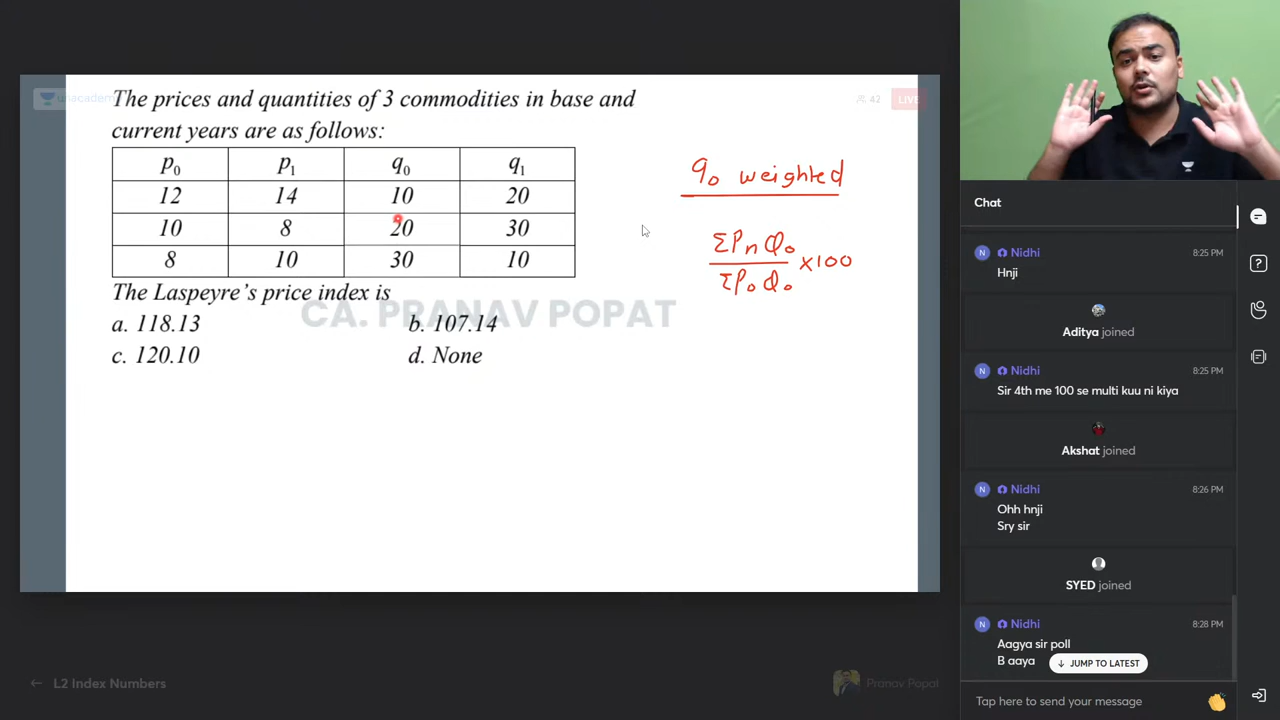 unacademy
42
LIVE
The prices and quantities of 3 commodities in base and
current years are as follows:
p0 p1 q0 q1
12 14 10 20
10 8 20 30
8 10 30 10
The Laspeyre's price index is
a. 118.13 b. 107.14
c. 120.10 d. None
CA. PRANAV POPAT
q0 weighted
ΣPnQ0
ΣP0Q0
×100
L2 Index Numbers
Pranav Popat
Chat
N Nidhi 8:25 PM
Hnji
Aditya joined
N Nidhi 8:25 PM
Sir 4th me 100 se multi kuu ni kiya
Akshat joined
N Nidhi 8:26 PM
Ohh hnji
Sry sir
SYED joined
N Nidhi 8:28 PM
Aagya sir poll
B aaya
JUMP TO LATEST
Tap here to send your message